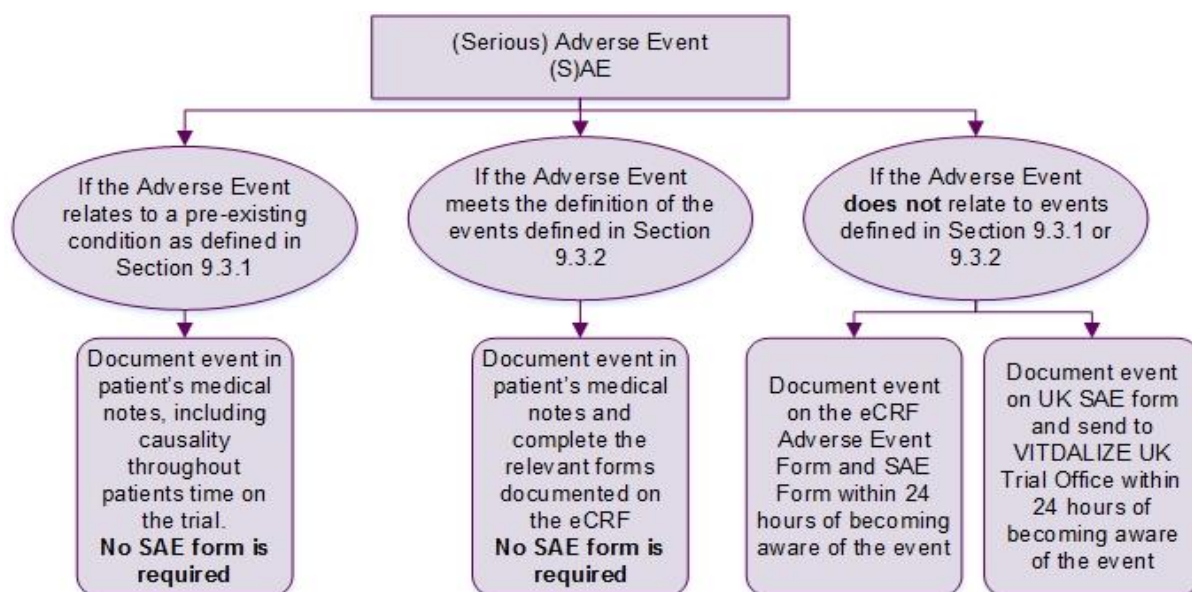 (Serious) Adverse Event
(S)AE
If the Adverse Event
relates to a pre-existing
condition as defined in
Section 9.3.1
If the Adverse Event
meets the definition of the
events defined in Section
9.3.2
If the Adverse Event
does not relate to events
defined in Section 9.3.1 or
9.3.2
Document event in
patient's medical
notes, including
causality
throughout
patients time on
the trial.
No SAE form is
required
Document event in
patient's medical
notes and
complete the
relevant forms
documented on
the eCRF
No SAE form is
required
Document event
on the eCRF
Adverse Event
Form and SAE
Form within 24
hours of becoming
aware of the event
Document event
on UK SAE form
and send to
VITDALIZE UK
Trial Office within
24 hours of
becoming aware
of the event